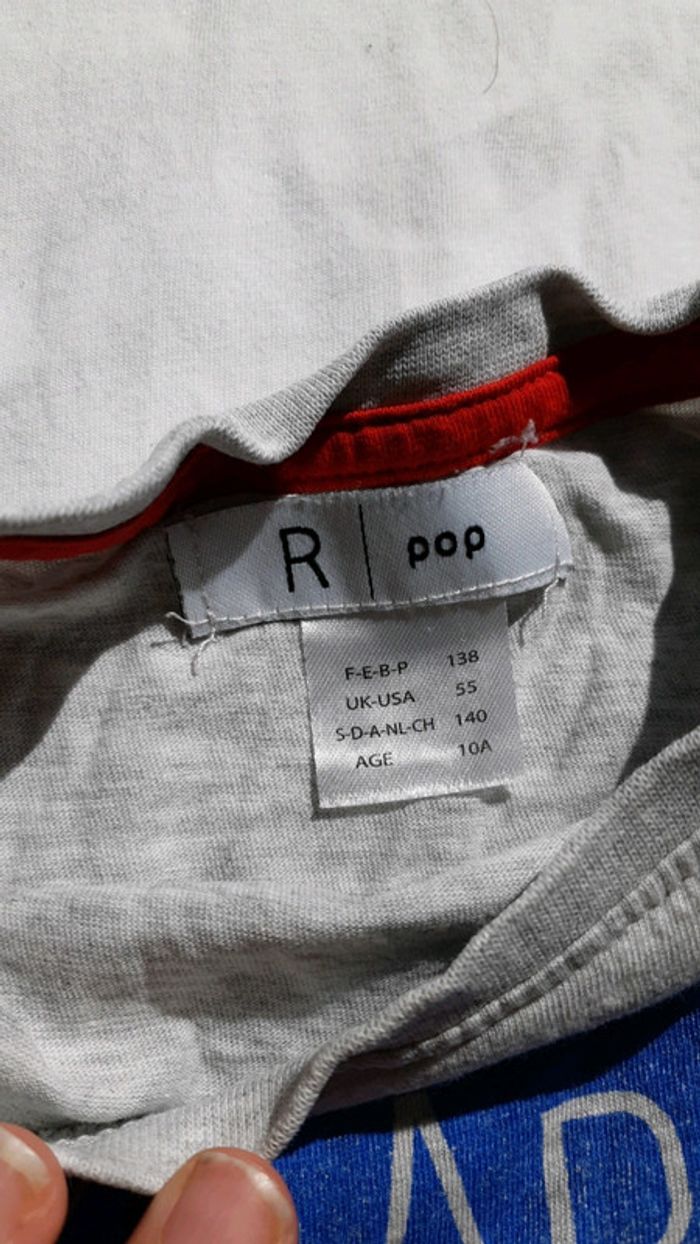 R | pop
F-E-B-P 138
UK-USA 55
S-D-A-NL-CH 140
AGE 10A